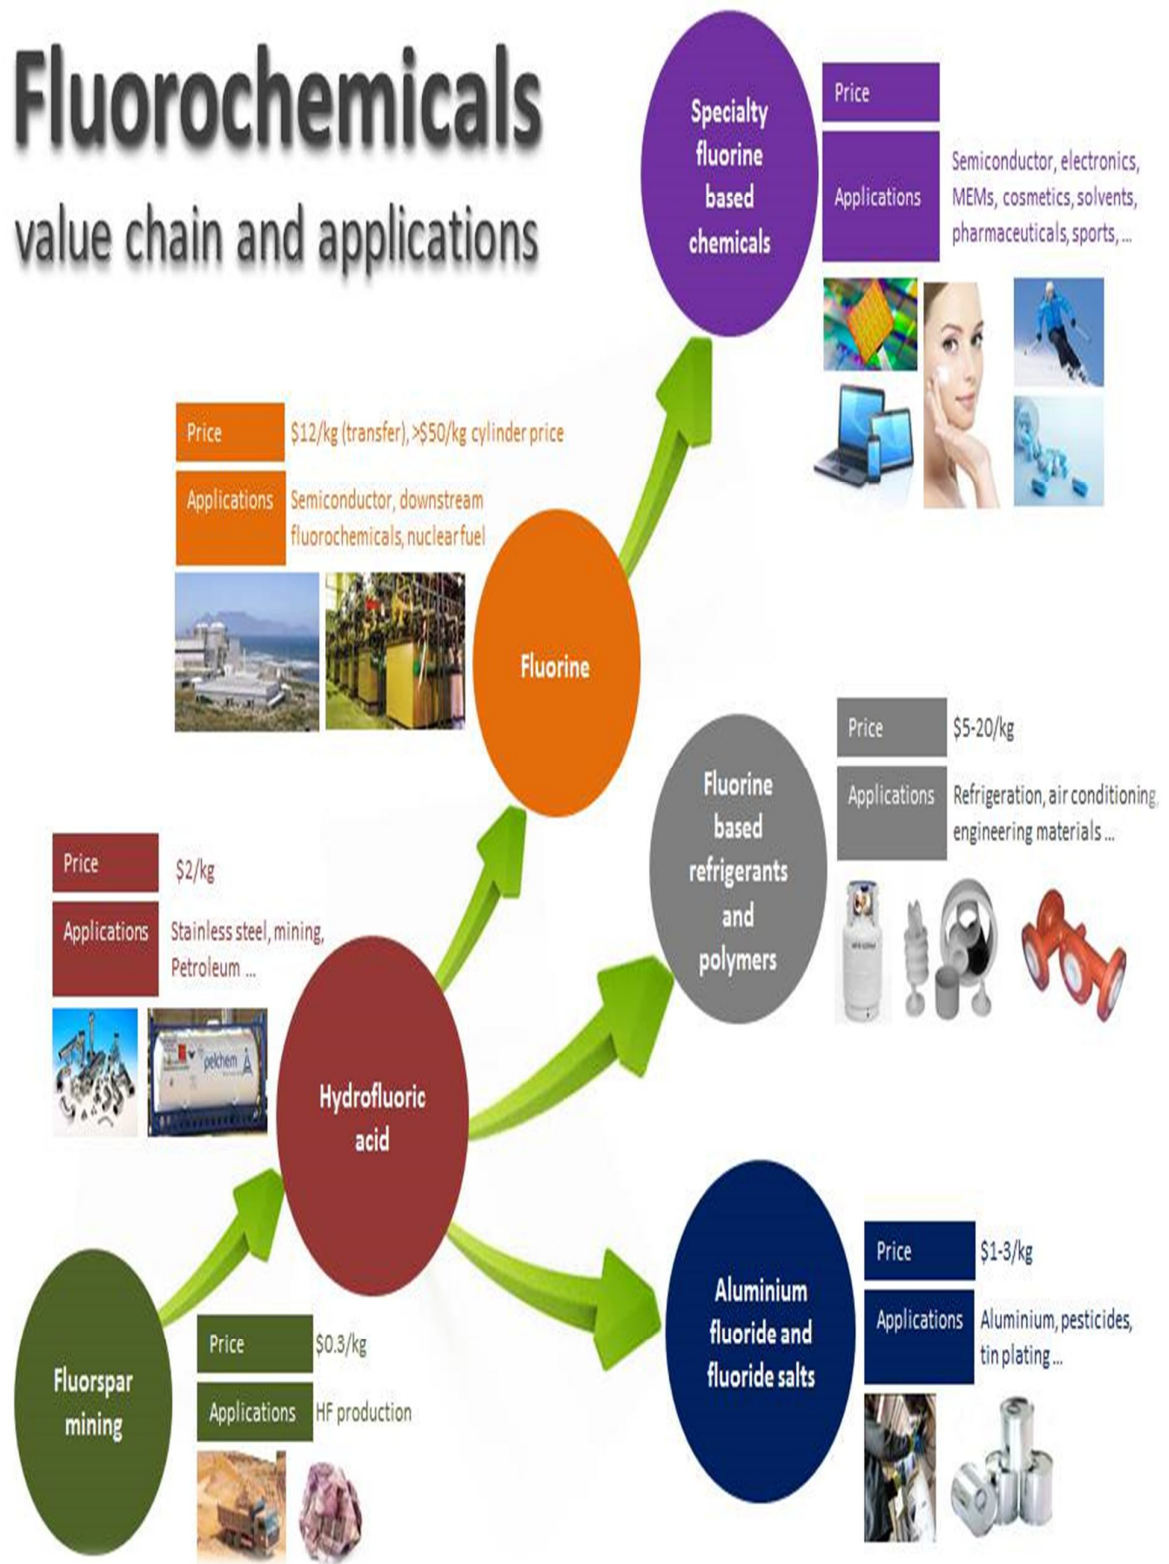 Fluorochemicals
value chain and applications
Specialty
fluorine
based
chemicals
Price
Applications
Semiconductor, electronics,
MEMs, cosmetics, solvents,
pharmaceuticals, sports, ...
Price
$12/kg (transfer), >$50/kg cylinder price
Applications
Semiconductor, downstream
fluorochemicals, nuclear fuel
Fluorine
Fluorine
based
refrigerants
and
polymers
Price
$5-20/kg
Applications
Refrigeration, air conditioning,
engineering materials ...
Price
$2/kg
Applications
Stainless steel, mining,
Petroleum ...
pelchem
Hydrofluoric
acid
Aluminium
fluoride and
fluoride salts
Price
$1-3/kg
Applications
Aluminium, pesticides,
tin plating ...
Fluorspar
mining
Price
$0.3/kg
Applications
HF production